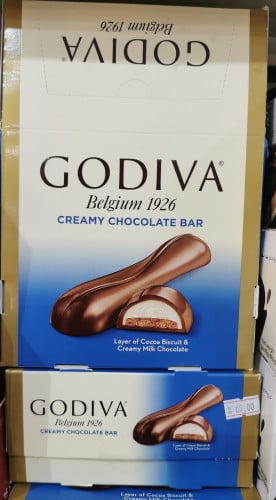 GODIVA
Belgium 1926
GODIVA®
Belgium 1926
CREAMY CHOCOLATE BAR
Layer of Cocoa Biscuit &
Creamy Milk Chocolate
GODIVA®
Belgium 1926
CREAMY CHOCOLATE BAR
Layer of Cocoa Biscuit &
Creamy Milk Chocolate
Layer of Cocoa Biscuit &